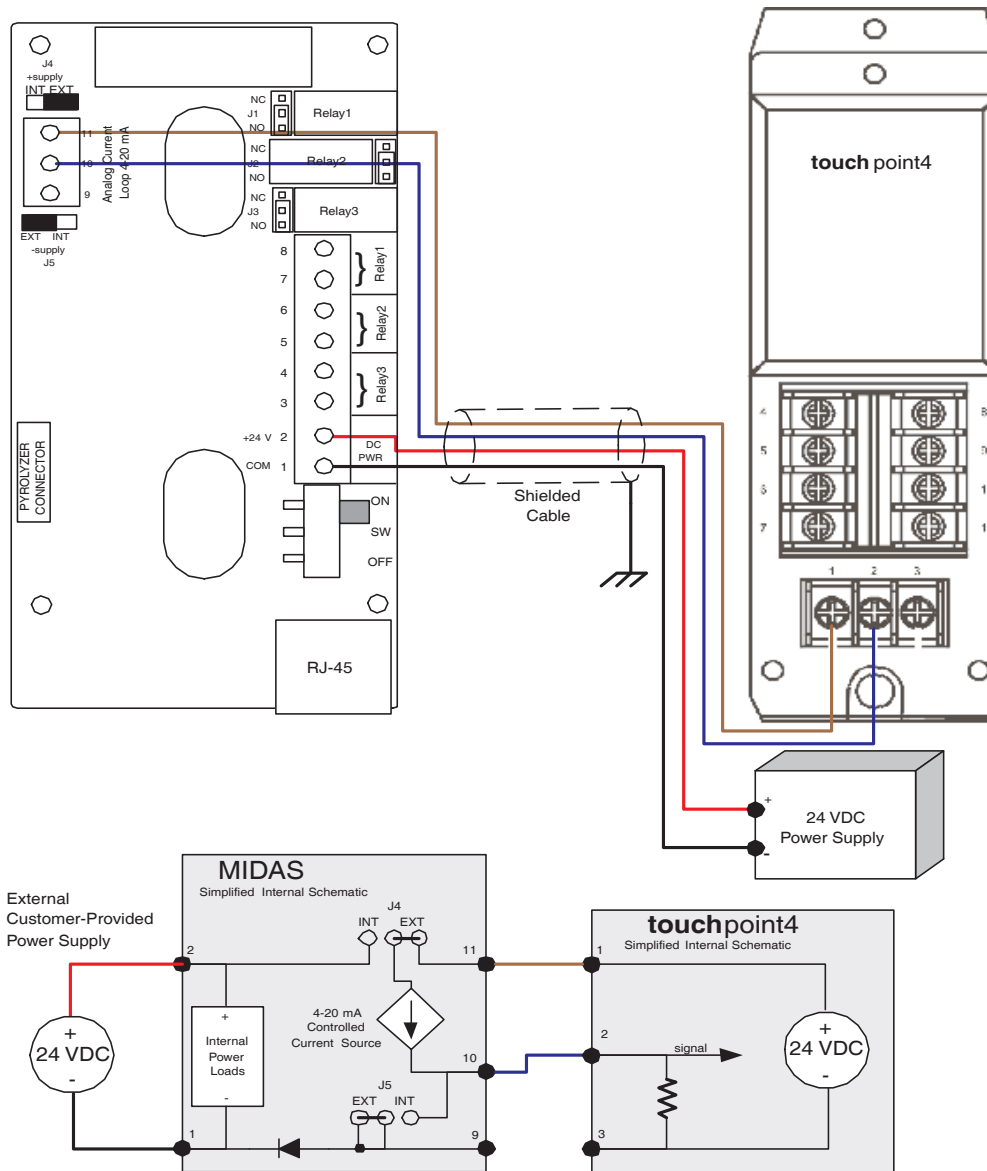 J4
+supply
INT EXT
11
10
9
Analog Current
Loop 4-20 mA
EXT INT
-supply
J5
NC
J1
NO
Relay1
NC
J2
NO
Relay2
NC
J3
NO
Relay3
8
7
6
5
4
3
2
1
Relay1
Relay2
Relay3
+24 V
COM
DC
PWR
ON
SW
OFF
PYROLYZER
CONNECTOR
RJ-45
Shielded
Cable
touch point4
4
5
6
7
8
9
1
1
1 2 3
+
-
24 VDC
Power Supply
External
Customer-Provided
Power Supply
+
24 VDC
-
MIDAS
Simplified Internal Schematic
2
1
+
Internal
Power
Loads
-
J4
INT EXT
4-20 mA
Controlled
Current Source
J5
EXT INT
11
10
9
touchpoint4
Simplified Internal Schematic
1
2
3
signal
+
24 VDC
-